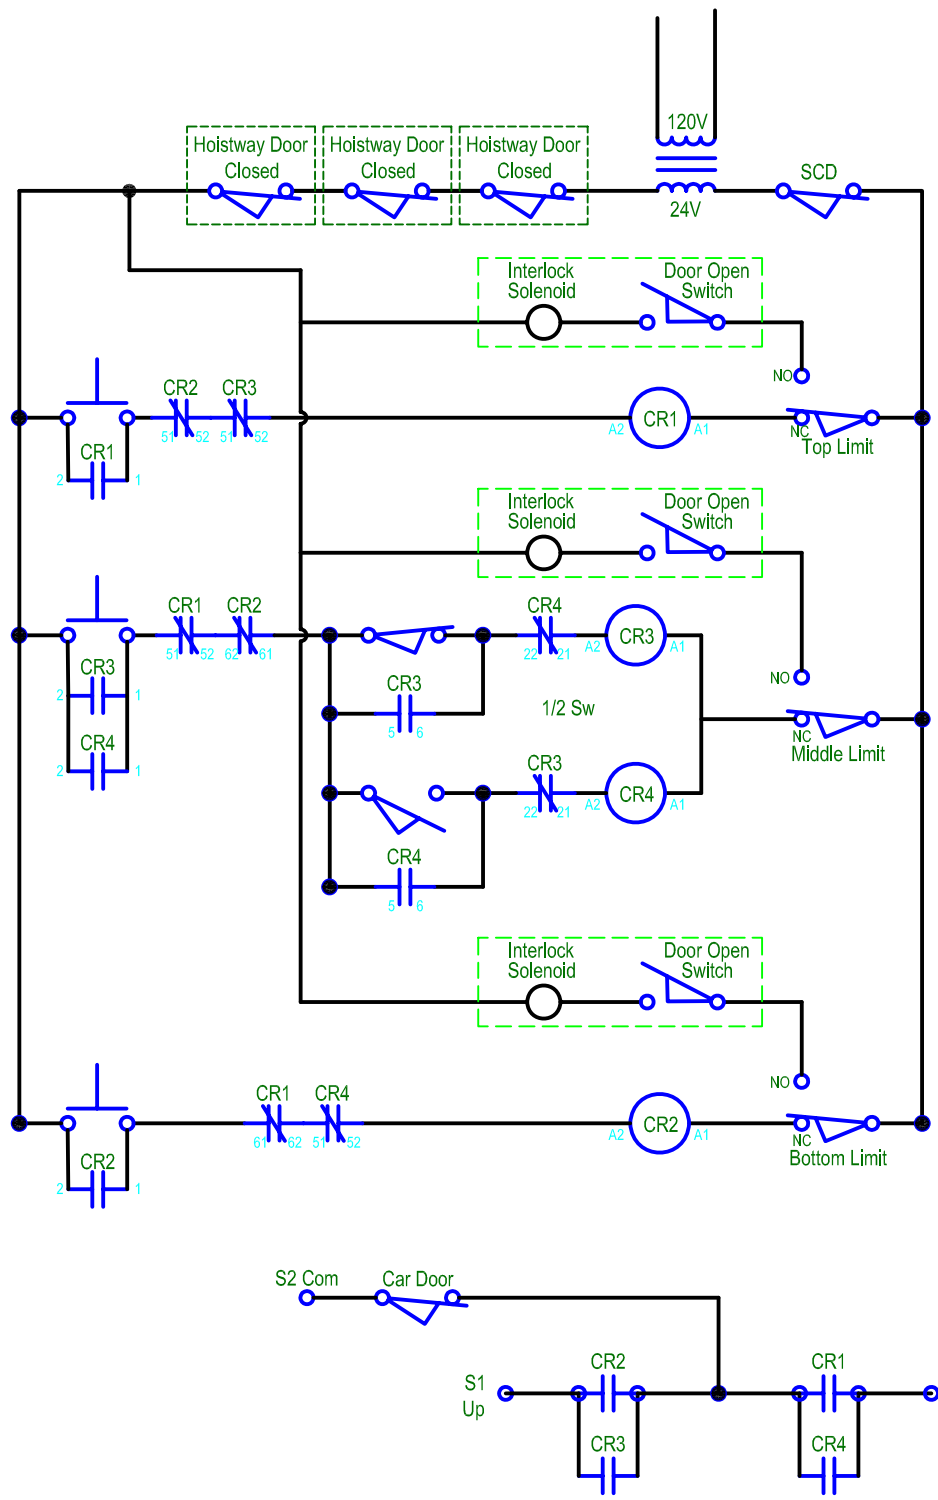 120V
Hoistway Door
Closed
Hoistway Door
Closed
Hoistway Door
Closed
SCD
24V
Interlock
Solenoid
Door Open
Switch
NO
CR2
CR3
51 52
51 52
CR1
A2
A1
NC
Top Limit
CR1
2
1
Interlock
Solenoid
Door Open
Switch
CR1
CR2
51 52
62 61
CR4
22 21
A2
CR3
A1
NO
CR3
2
1
CR3
5 6
1/2 Sw
NC
Middle Limit
CR4
2
1
CR3
22 21
A2
CR4
A1
CR4
5 6
Interlock
Solenoid
Door Open
Switch
NO
CR1
CR4
61 62
51 52
A2
CR2
A1
NC
Bottom Limit
CR2
2
1
S2 Com
Car Door
S1
Up
CR2
CR1
CR3
CR4